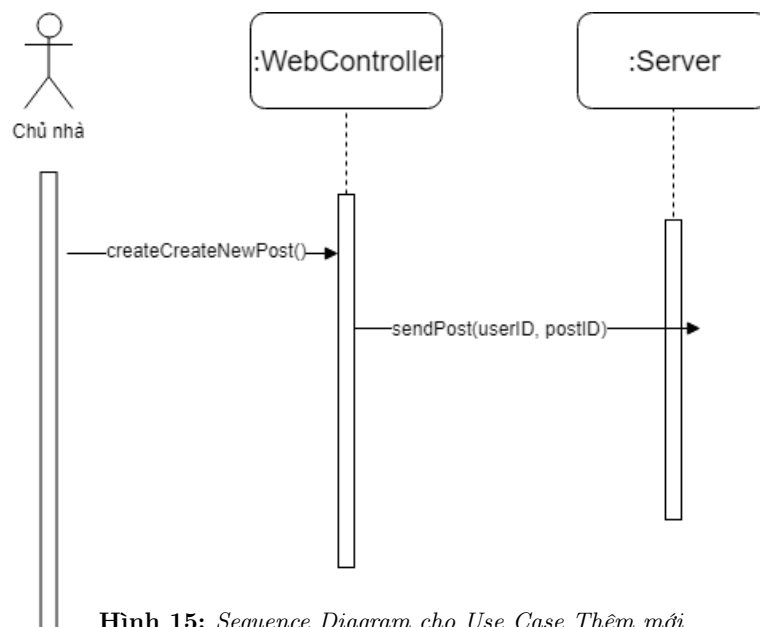 :WebController
:Server
Chủ nhà
createCreateNewPost()
sendPost(userID, postID)
Hình 15: Sequence Diagram cho Use Case Thêm mới